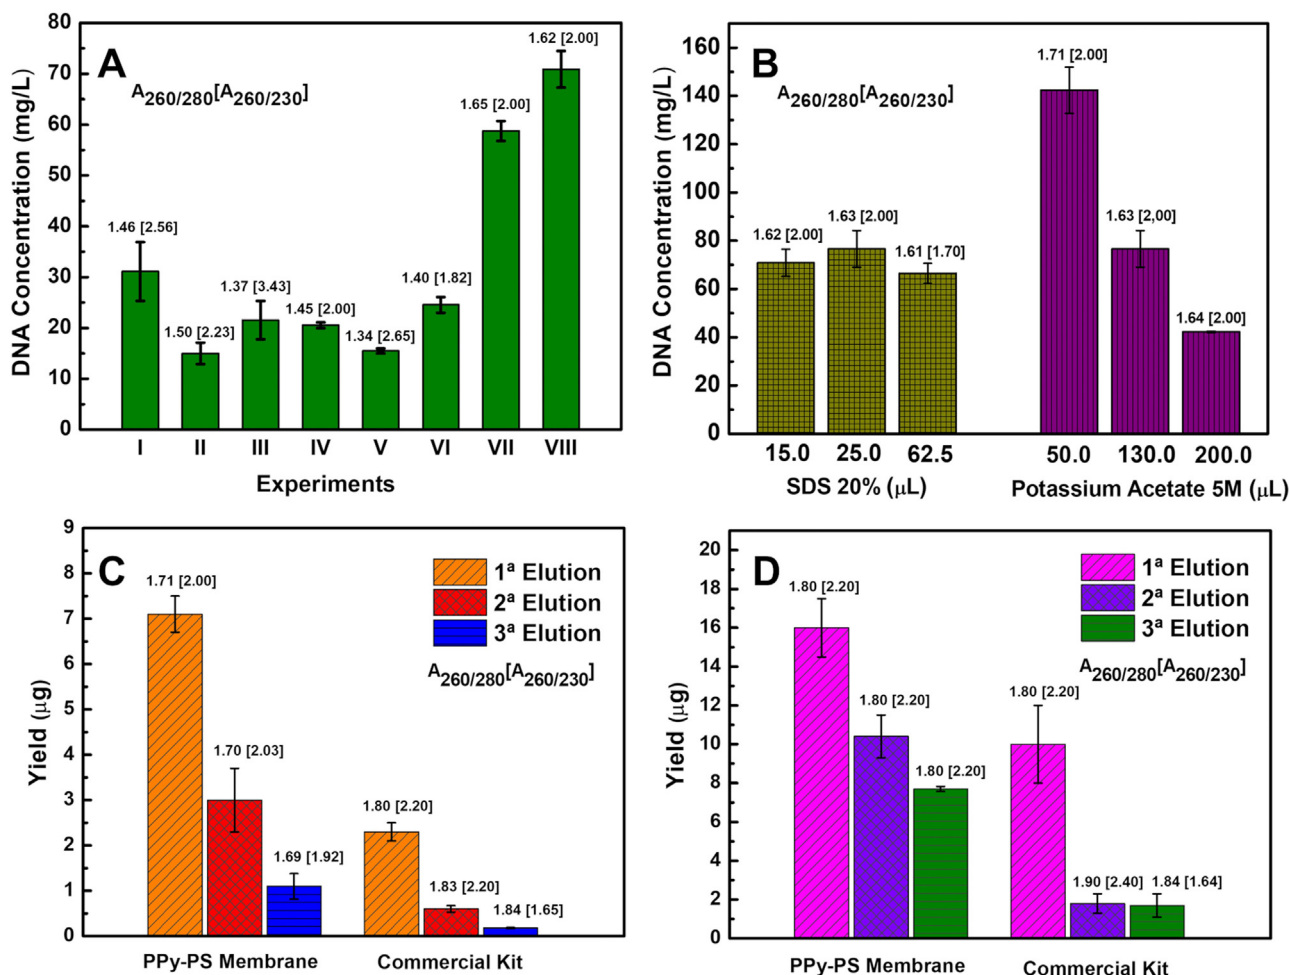 A
A260/280[A260/230]
DNA Concentration (mg/L)
80
70
60
50
40
30
20
10
0
1.46 [2.56]
1.50 [2.23]
1.37 [3.43]
1.45 [2.00]
1.34 [2.65]
1.40 [1.82]
1.65 [2.00]
1.62 [2.00]
I II III IV V VI VII VIII
Experiments
B
A260/280[A260/230]
DNA Concentration (mg/L)
160
140
120
100
80
60
40
20
0
1.62 [2.00]
1.63 [2.00]
1.61 [1.70]
1.71 [2.00]
1.63 [2,00]
1.64 [2.00]
15.0 25.0 62.5 50.0 130.0 200.0
SDS 20% (μL)
Potassium Acetate 5M (μL)
C
1ª Elution
2ª Elution
3ª Elution
A260/280[A260/230]
Yield (μg)
9
8
7
6
5
4
3
2
1
0
1.71 [2.00]
1.70 [2.03]
1.69 [1.92]
1.80 [2.20]
1.83 [2.20]
1.84 [1.65]
PPy-PS Membrane Commercial Kit
D
1ª Elution
2ª Elution
3ª Elution
A260/280[A260/230]
Yield (μg)
20
18
16
14
12
10
8
6
4
2
0
1.80 [2.20]
1.80 [2.20]
1.80 [2.20]
1.80 [2.20]
1.90 [2.40]
1.84 [1.64]
PPy-PS Membrane Commercial Kit